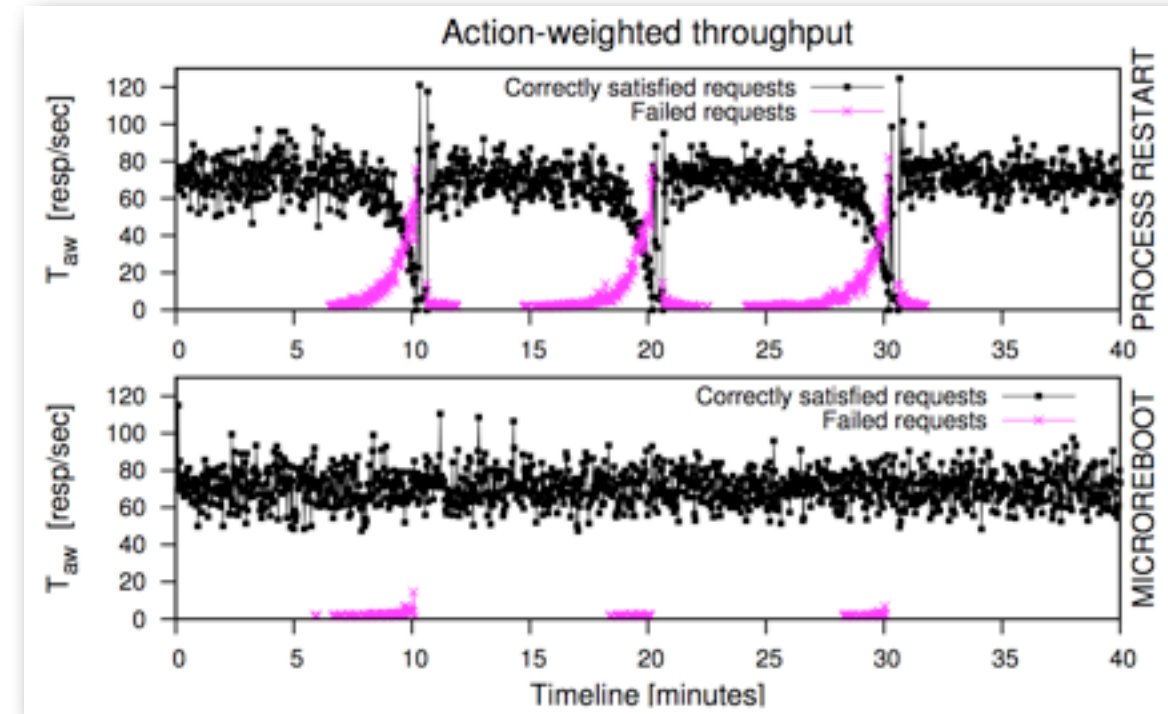 Action-weighted throughput
Correctly satisfied requests
Failed requests
120
100
80
60
40
20
0
T_aw [resp/sec]
0 5 10 15 20 25 30 35 40
PROCESS RESTART
Correctly satisfied requests
Failed requests
120
100
80
60
40
20
0
T_aw [resp/sec]
0 5 10 15 20 25 30 35 40
MICROREBOOT
Timeline [minutes]